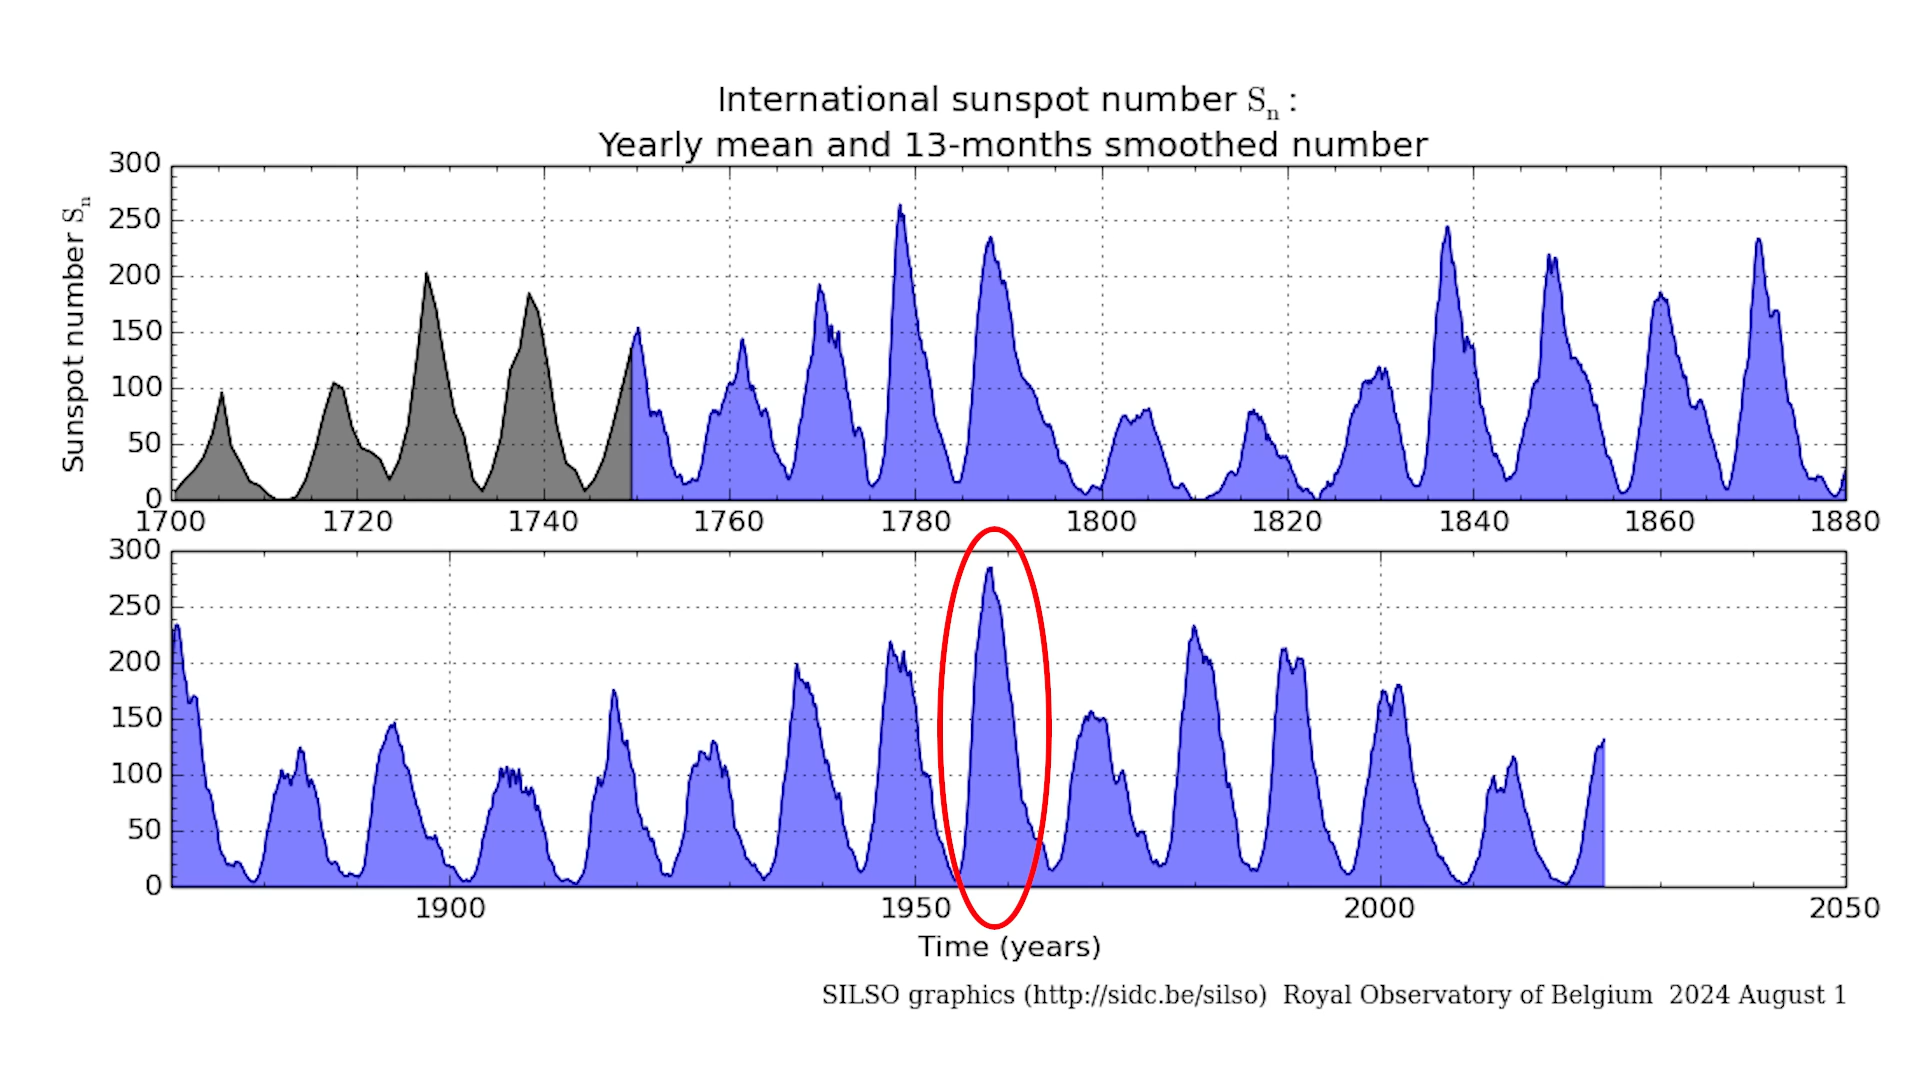 International sunspot number Sn :
Yearly mean and 13-months smoothed number
Sunspot number Sn
300
250
200
150
100
50
0
1700 1720 1740 1760 1780 1800 1820 1840 1860 1880
300
250
200
150
100
50
0
1900 1950 2000 2050
Time (years)
SILSO graphics (http://sidc.be/silso) Royal Observatory of Belgium 2024 August 1